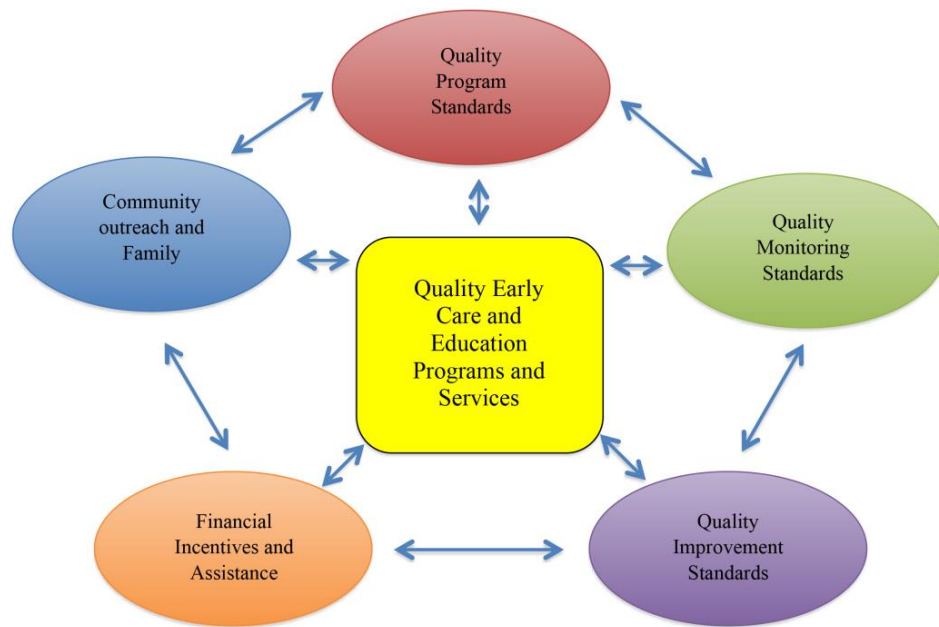 Quality
Program
Standards
Community
outreach and
Family
Quality
Monitoring
Standards
Quality Early
Care and
Education
Programs and
Services
Financial
Incentives and
Assistance
Quality
Improvement
Standards